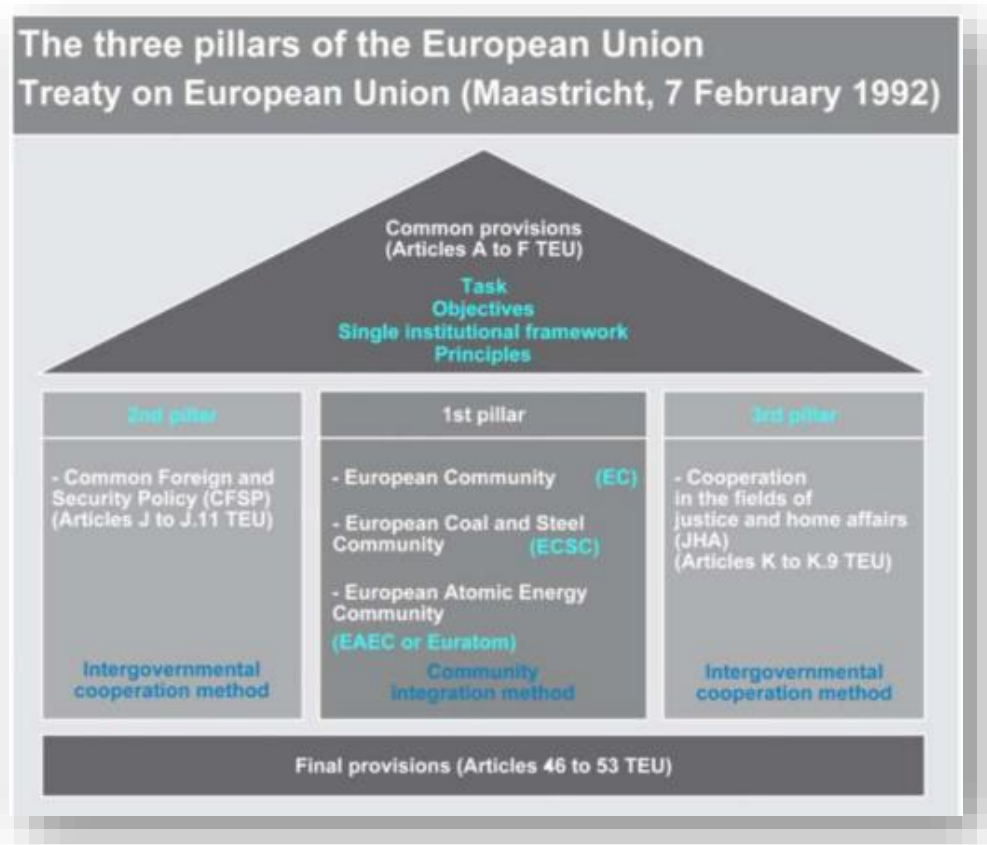 The three pillars of the European Union
Treaty on European Union (Maastricht, 7 February 1992)
Common provisions
(Articles A to F TEU)
Task
Objectives
Single institutional framework
Principles
2nd pillar
- Common Foreign and
Security Policy (CFSP)
(Articles J to J.11 TEU)
Intergovernmental
cooperation method
1st pillar
- European Community (EC)
- European Coal and Steel
Community (ECSC)
- European Atomic Energy
Community
(EAEC or Euratom)
Community
integration method
3rd pillar
- Cooperation
in the fields of
justice and home affairs
(JHA)
(Articles K to K.9 TEU)
Intergovernmental
cooperation method
Final provisions (Articles 46 to 53 TEU)